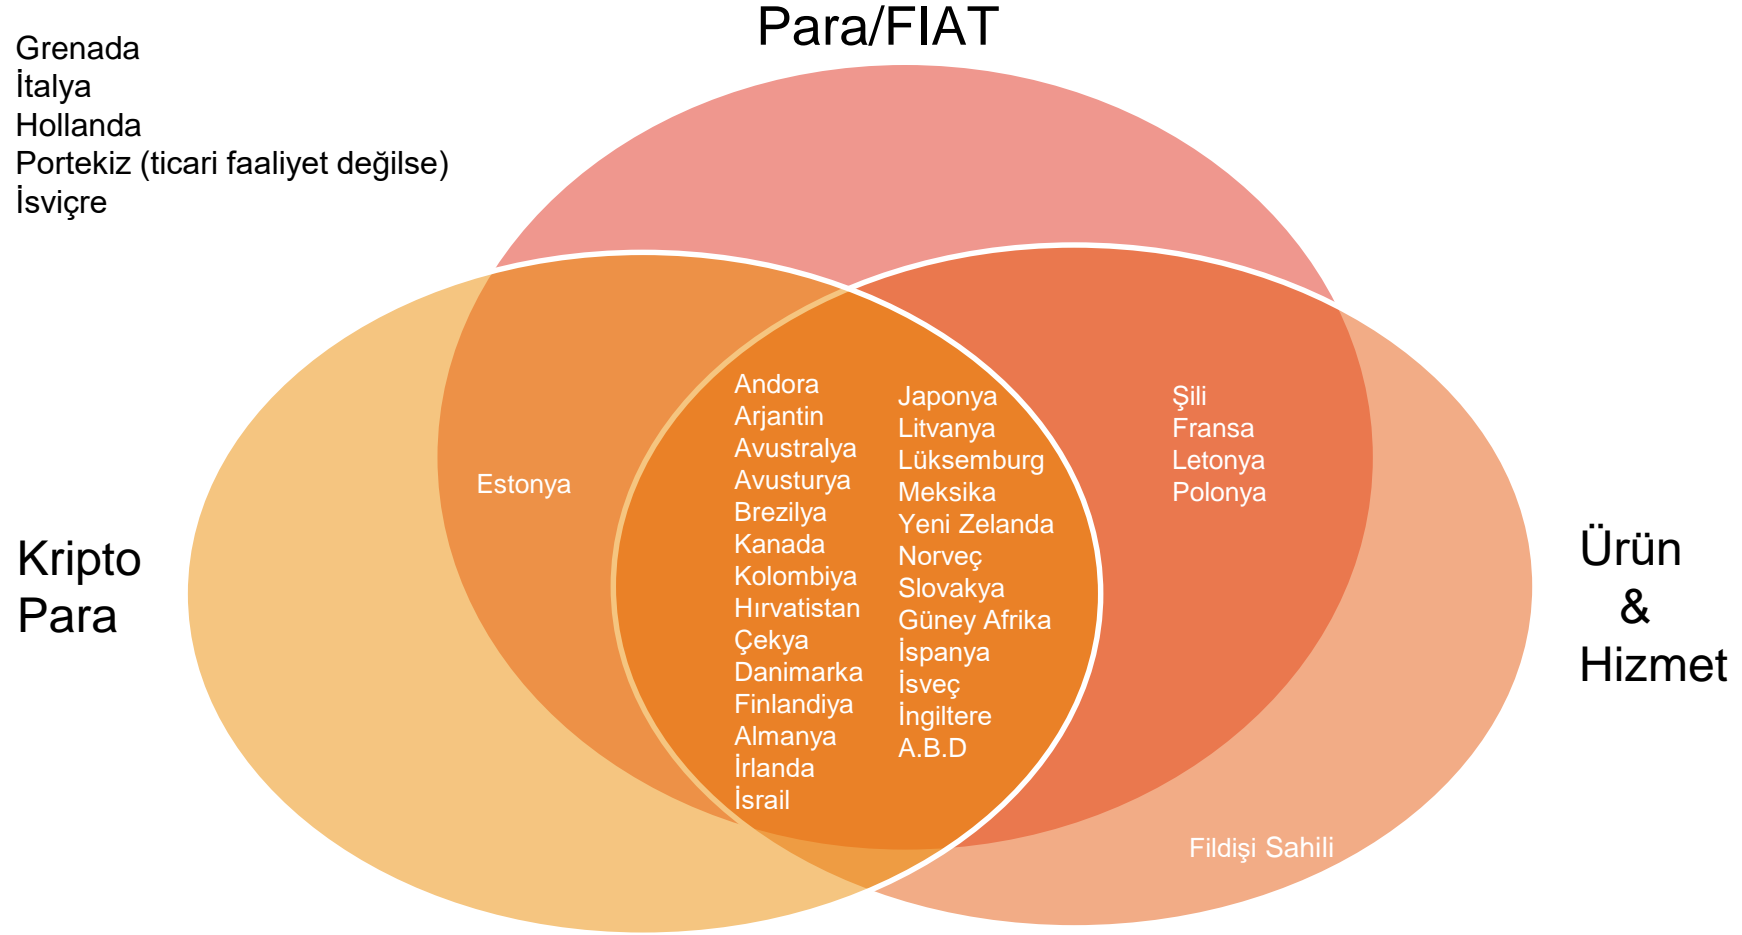 Para/FIAT
Grenada
İtalya
Hollanda
Portekiz (ticari faaliyet değilse)
İsviçre
Kripto
Para
Estonya
Andora
Arjantin
Avustralya
Avusturya
Brezilya
Kanada
Kolombiya
Hırvatistan
Çekya
Danimarka
Finlandiya
Almanya
İrlanda
İsrail
Japonya
Litvanya
Lüksemburg
Meksika
Yeni Zelanda
Norveç
Slovakya
Güney Afrika
İspanya
İsveç
İngiltere
A.B.D
Şili
Fransa
Letonya
Polonya
Ürün
&
Hizmet
Fildişi Sahili